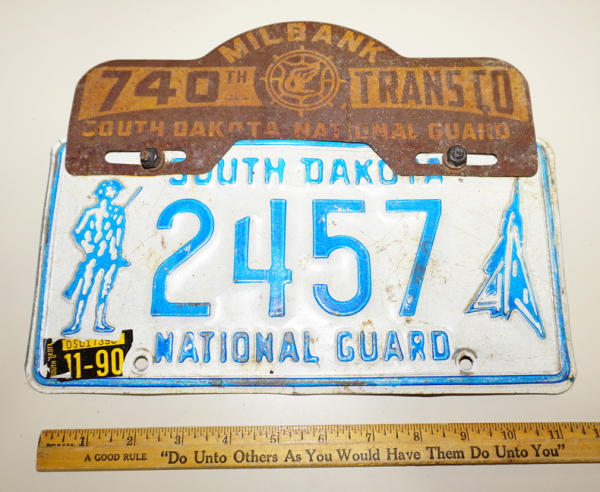 MILBANK
740TH TRANS CO
SOUTH DAKOTA NATIONAL GUARD
SOUTH DAKOTA
2457
11-90
NATIONAL GUARD
1 2 3 4 5 6 7 8 9 10 11
A GOOD RULE "Do Unto Others As You Would Have Them Do Unto You"